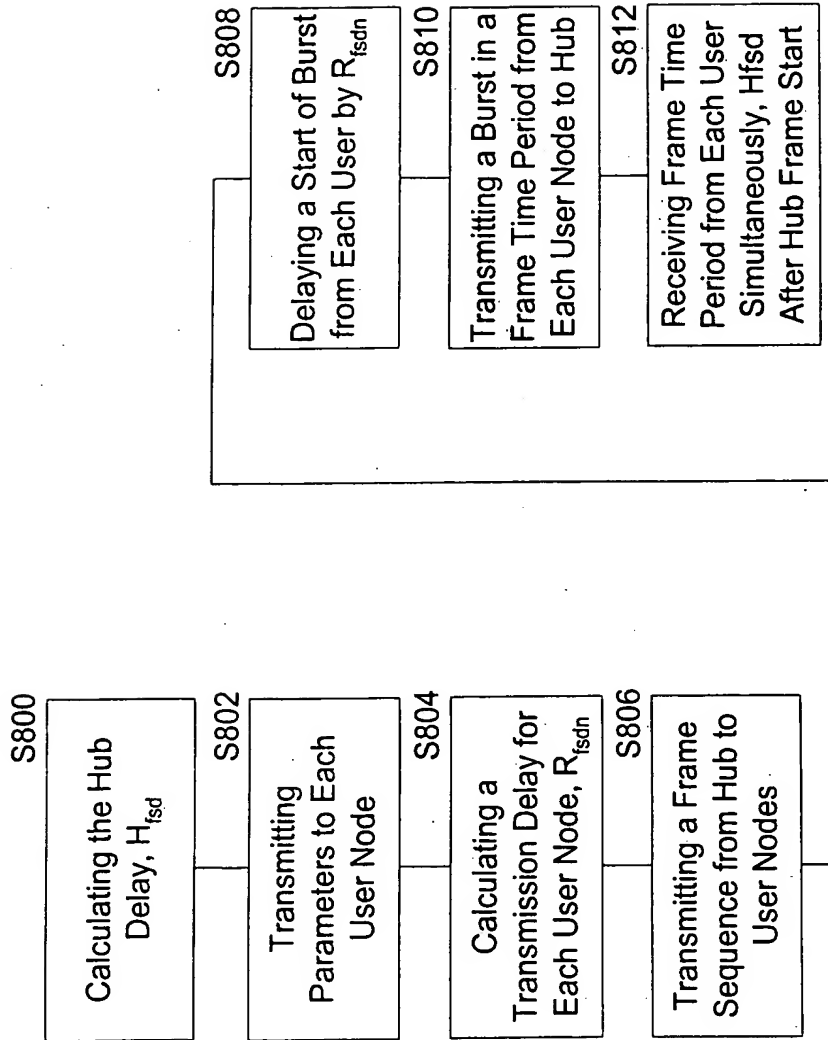 S800
Calculating the Hub
Delay, H_fsd
S802
Transmitting
Parameters to Each
User Node
S804
Calculating a
Transmission Delay for
Each User Node, R_fsdn
S806
Transmitting a Frame
Sequence from Hub to
User Nodes
S808
Delaying a Start of Burst
from Each User by R_fsdn
S810
Transmitting a Burst in a
Frame Time Period from
Each User Node to Hub
S812
Receiving Frame Time
Period from Each User
Simultaneously, Hfsd
After Hub Frame Start